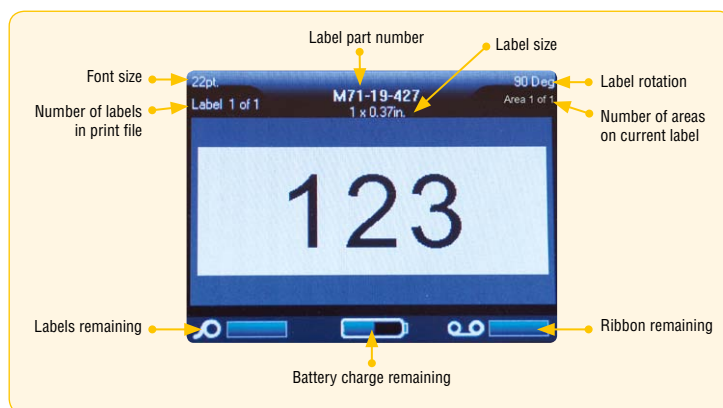 Label part number
Label size
Font size
22pt.
90 Deg
Label rotation
Number of labels
in print file
Label 1 of 1
M71-19-427
1 x 0.37in.
Area 1 of 1
Number of areas
on current label
123
Labels remaining
Ribbon remaining
Battery charge remaining